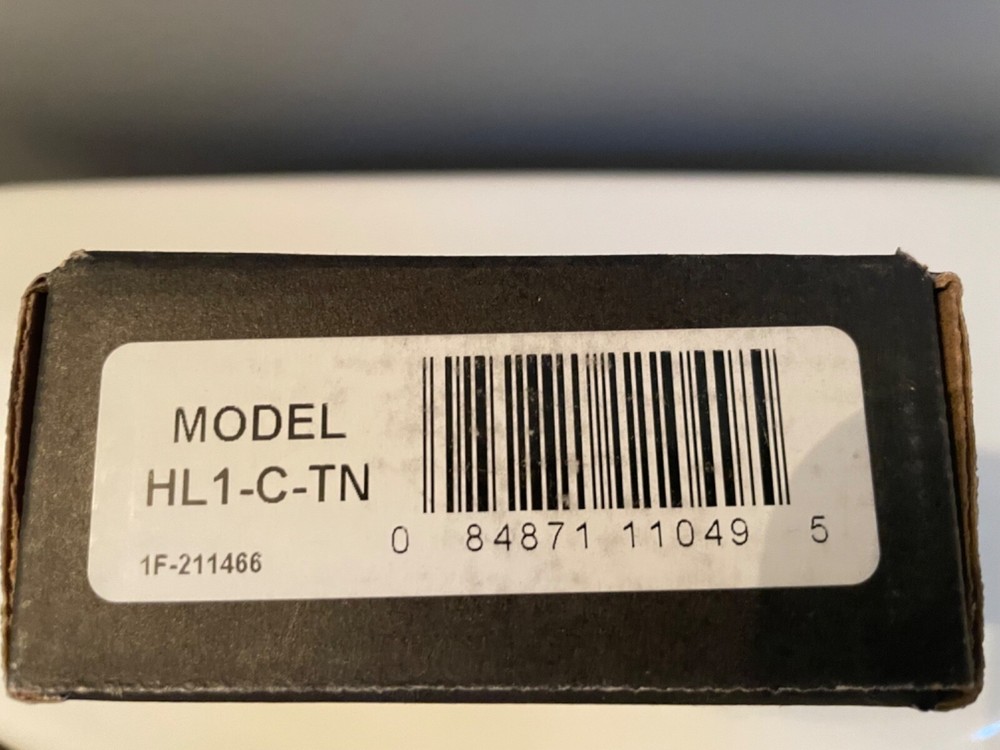 MODEL
HL1-C-TN
1F-211466
0 84871 11049 5